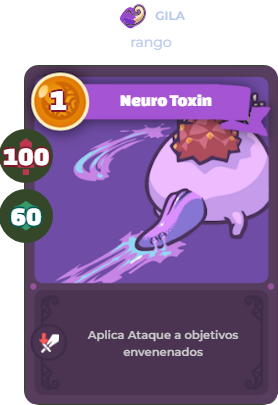 GILA
rango
1
Neuro Toxin
100
60
Aplica Ataque a objetivos
envenenados